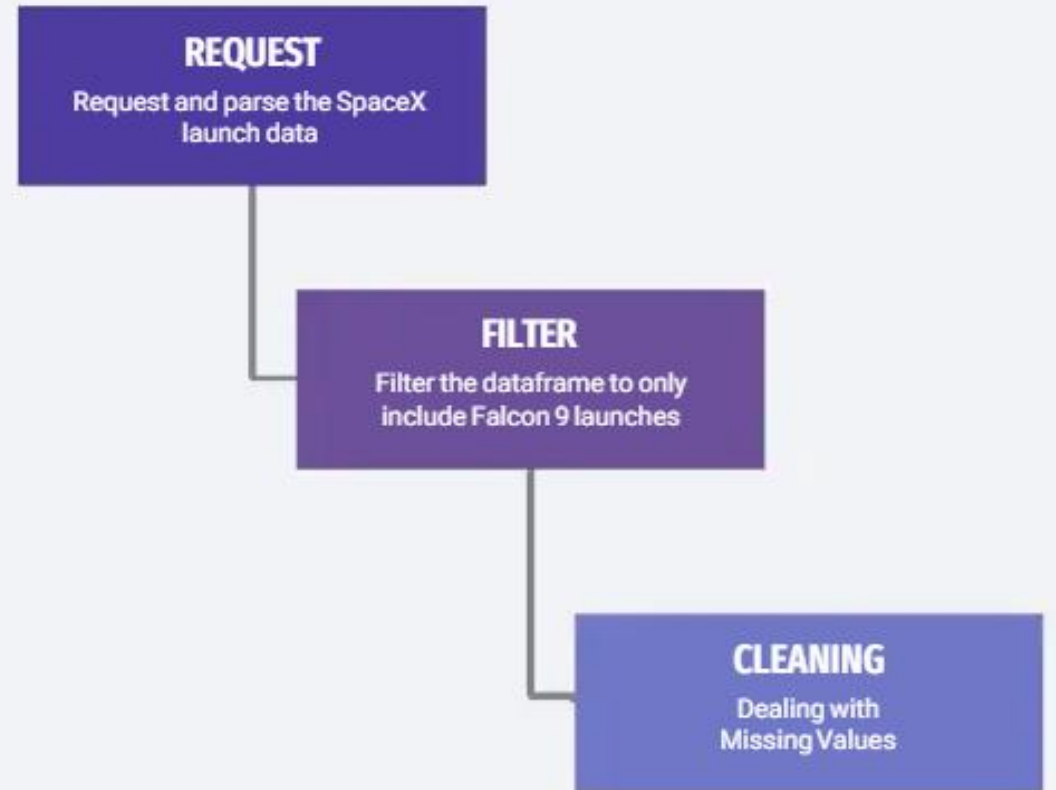 REQUEST
Request and parse the SpaceX
launch data
FILTER
Filter the dataframe to only
include Falcon 9 launches
CLEANING
Dealing with
Missing Values